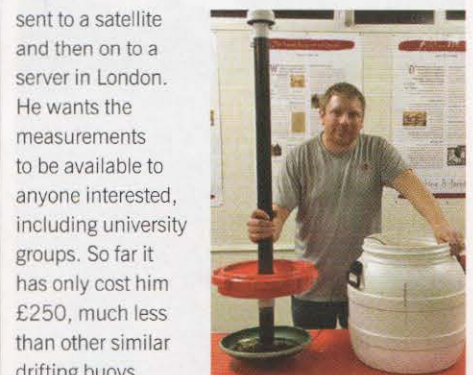 sent to a satellite
and then on to a
server in London.
He wants the
measurements
to be available to
anyone interested,
including university
groups. So far it
has only cost him
£250, much less
than other similar
drifting buoys